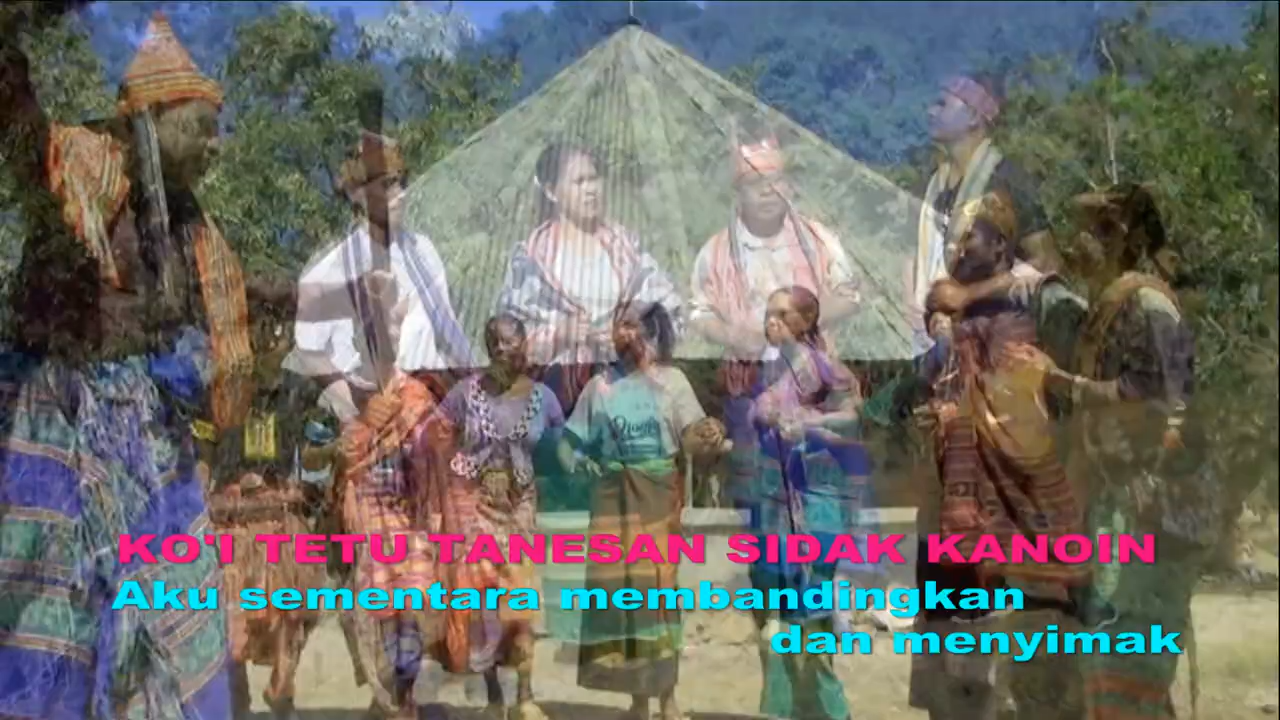 KO'I TETU TANESAN SIDAK KANOIN
Aku sementara membandingkan
dan menyimak